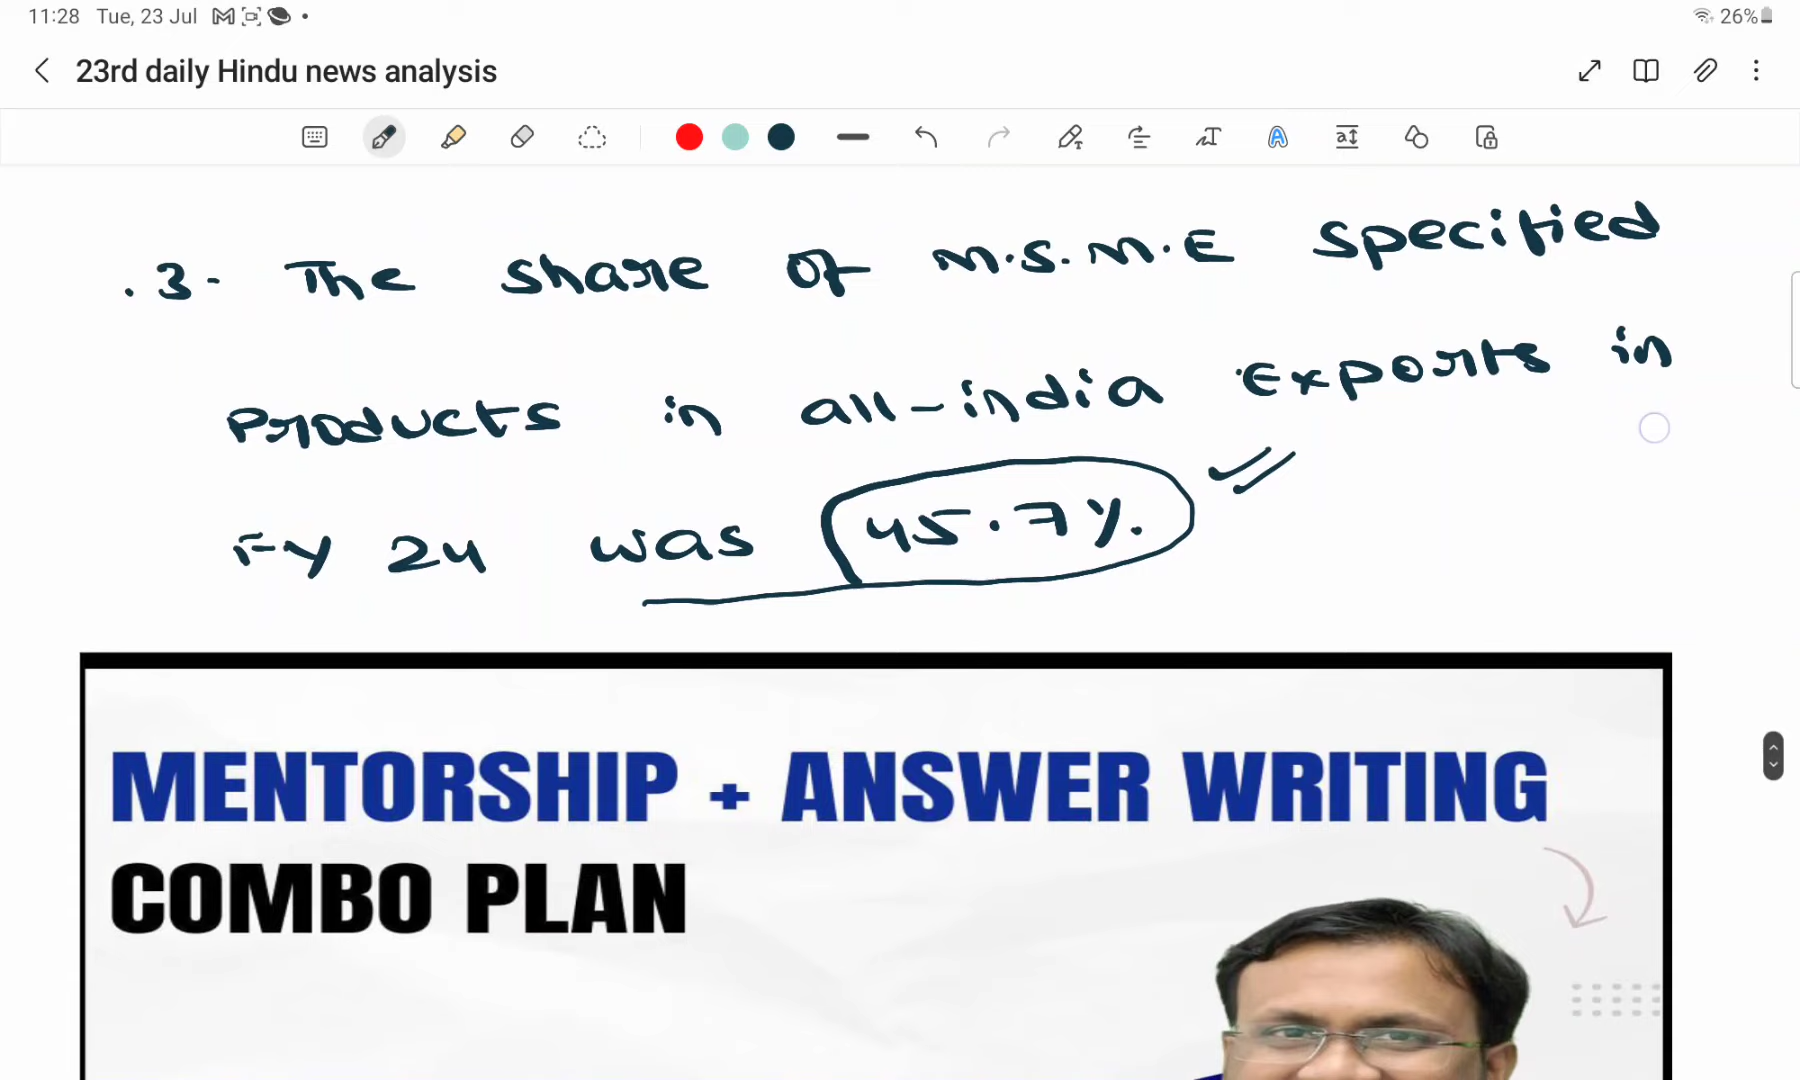 11:28 Tue, 23 Jul
26%
23rd daily Hindu news analysis
.3. The share of M.S.M.E specified
Products in all-india Exports in
FY 24 was 45.7%.
MENTORSHIP + ANSWER WRITING
COMBO PLAN